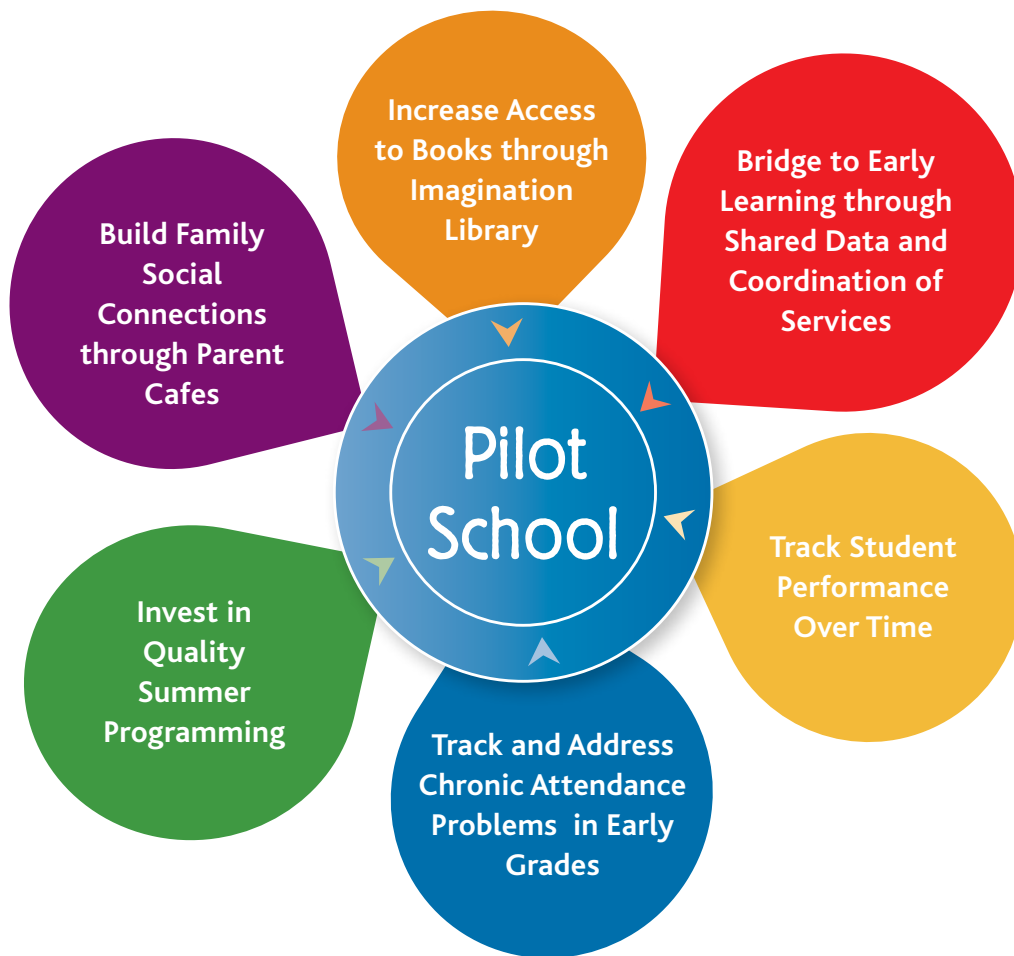 Increase Access
to Books through
Imagination
Library
Bridge to Early
Learning through
Shared Data and
Coordination of
Services
Build Family
Social
Connections
through Parent
Cafes
Pilot
School
Track Student
Performance
Over Time
Invest in
Quality
Summer
Programming
Track and Address
Chronic Attendance
Problems in Early
Grades